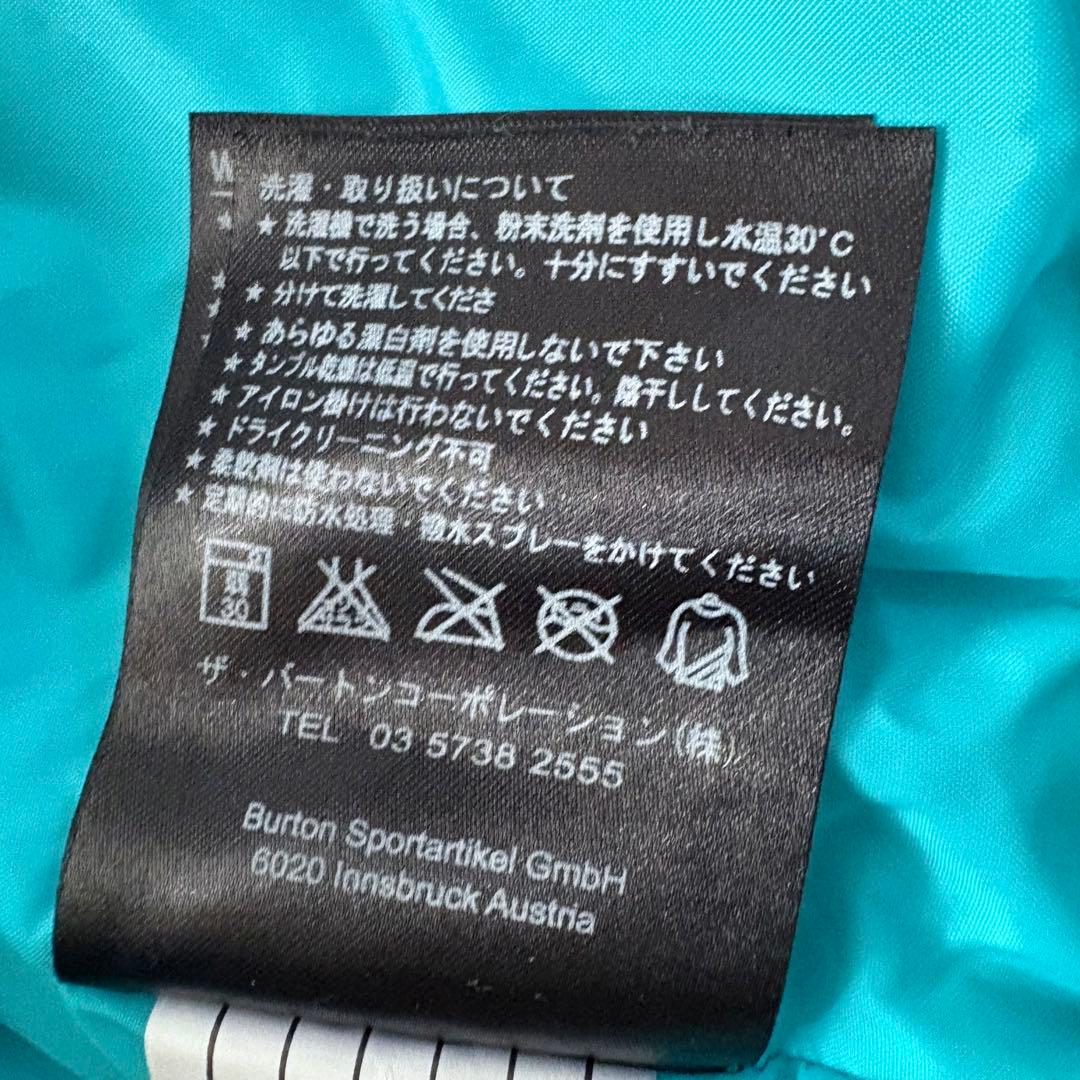 W
洗濯・取り扱いについて
★ 洗濯機で洗う場合、粉末洗剤を使用し水温30°C
以下で行ってください。十分にすすいでください
★ 分けて洗濯してくださ
★ あらゆる漂白剤を使用しないで下さい
★ タンブル乾燥は低温で行ってください。陰干ししてください。
★ アイロン掛けは行わないでください
★ ドライクリーニング不可
★ 柔軟剤は使わないでください
★ 定期的に防水処理・撥水スプレーをかけてください
弱
30
ザ・バートンコーポレーション(株)
TEL 03 5738 2555
Burton Sportartikel GmbH
6020 Innsbruck Austria